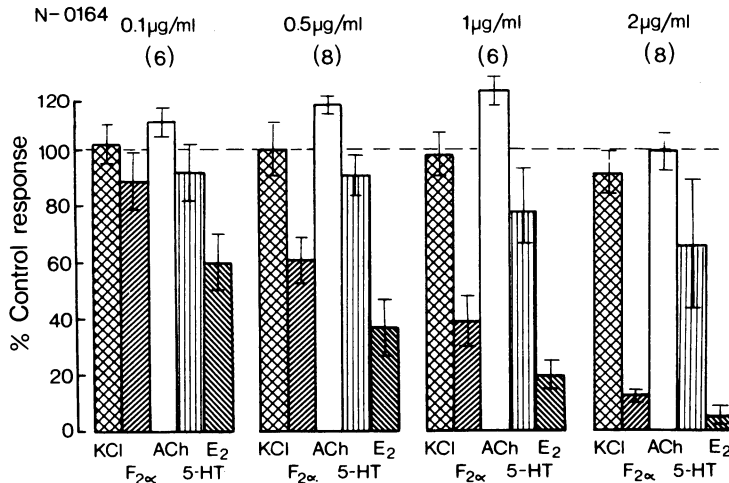 N-0164
0.1µg/ml 0.5µg/ml 1µg/ml 2µg/ml
(6) (8) (6) (8)
% Control response
120
100
80
60
40
20
0
KCl ACh E₂ KCl ACh E₂ KCl ACh E₂ KCl ACh E₂
F₂α 5-HT F₂α 5-HT F₂α 5-HT F₂α 5-HT